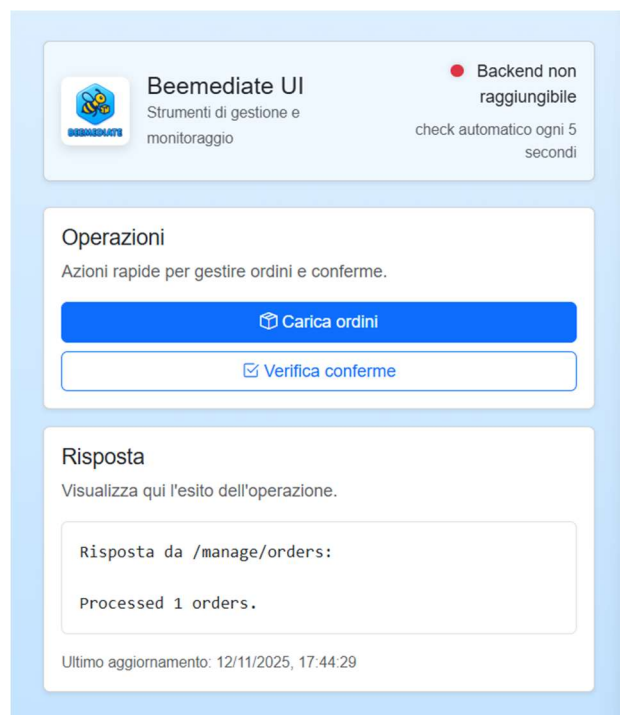 BEEMEDIATE
Beemediate UI
Strumenti di gestione e
monitoraggio
Backend non
raggiungibile
check automatico ogni 5
secondi
Operazioni
Azioni rapide per gestire ordini e conferme.
Carica ordini
Verifica conferme
Risposta
Visualizza qui l'esito dell'operazione.
Risposta da /manage/orders:
Processed 1 orders.
Ultimo aggiornamento: 12/11/2025, 17:44:29